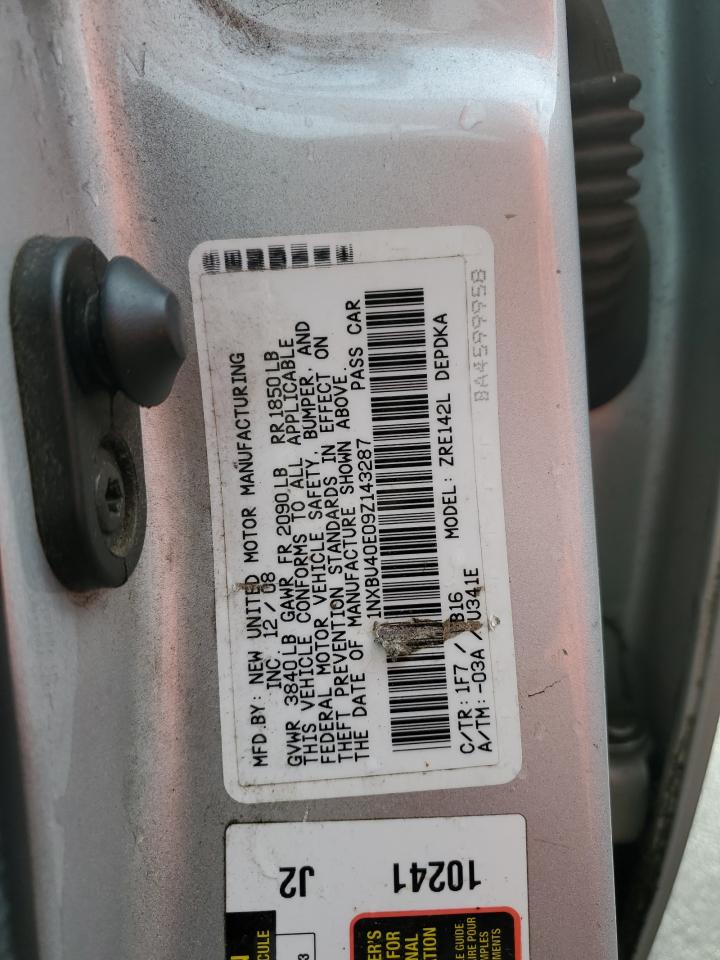 MFD.BY: NEW UNITED MOTOR MANUFACTURING
INC. 12/08
GVWR 3840LB GAWR FR 2090LB RR1850LB
THIS VEHICLE CONFORMS TO ALL APPLICABLE
FEDERAL MOTOR VEHICLE SAFETY, BUMPER, AND
THEFT PREVENTION STANDARDS IN EFFECT ON
THE DATE OF MANUFACTURE SHOWN ABOVE.
1NXBU40E09Z143287 PASS CAR
C/TR: 1F7 / B16 MODEL: ZRE142L DEPDKA
A/TM: -03A / U341E
BA4599995B
J2
10241